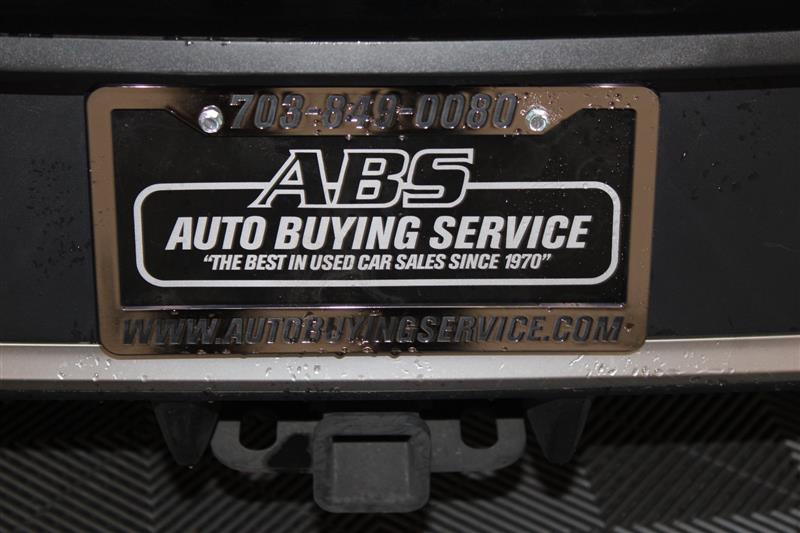 703-849-0080
ABS
AUTO BUYING SERVICE
"THE BEST IN USED CAR SALES SINCE 1970"
WWW.AUTOBUYINGSERVICE.COM